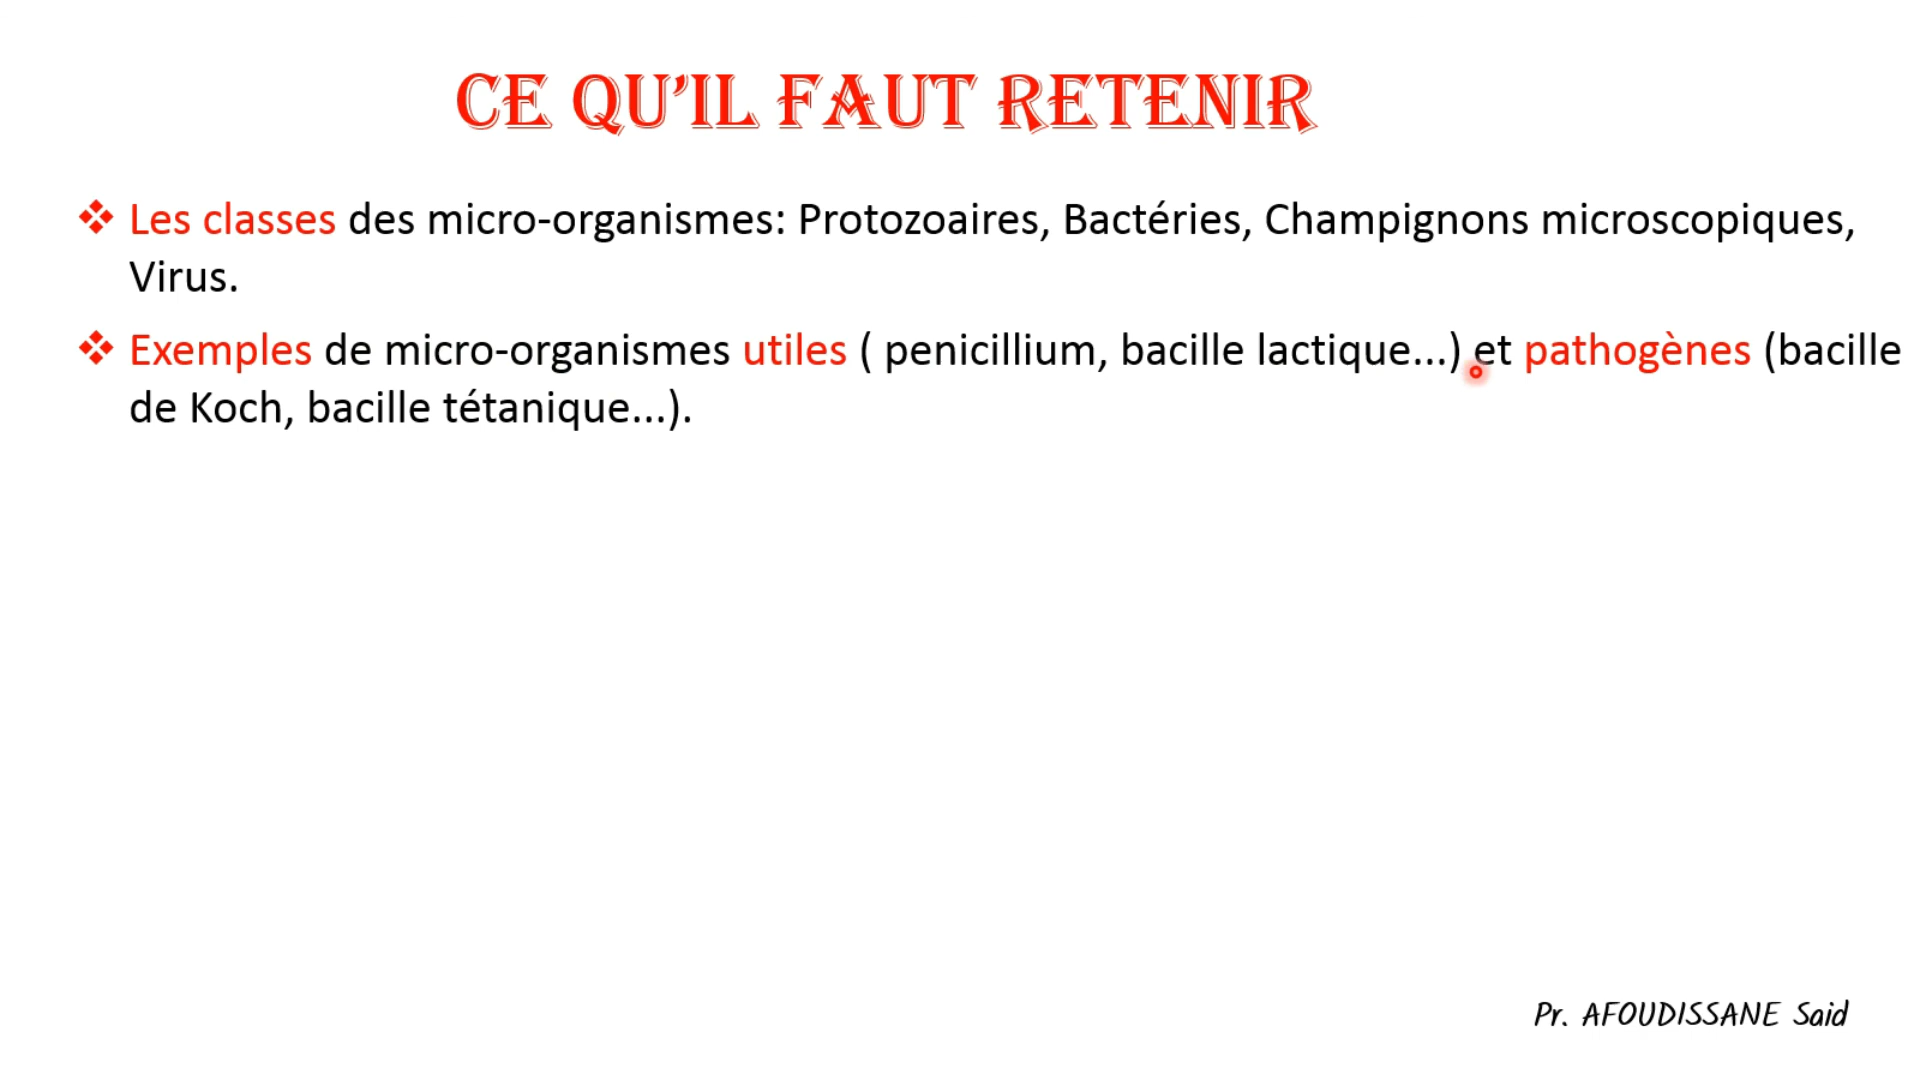 CE QU'IL FAUT RETENIR
Les classes des micro-organismes: Protozoaires, Bactéries, Champignons microscopiques,
Virus.
Exemples de micro-organismes utiles ( penicillium, bacille lactique...) et pathogènes (bacille
de Koch, bacille tétanique...).
Pr. AFOUDISSANE Said